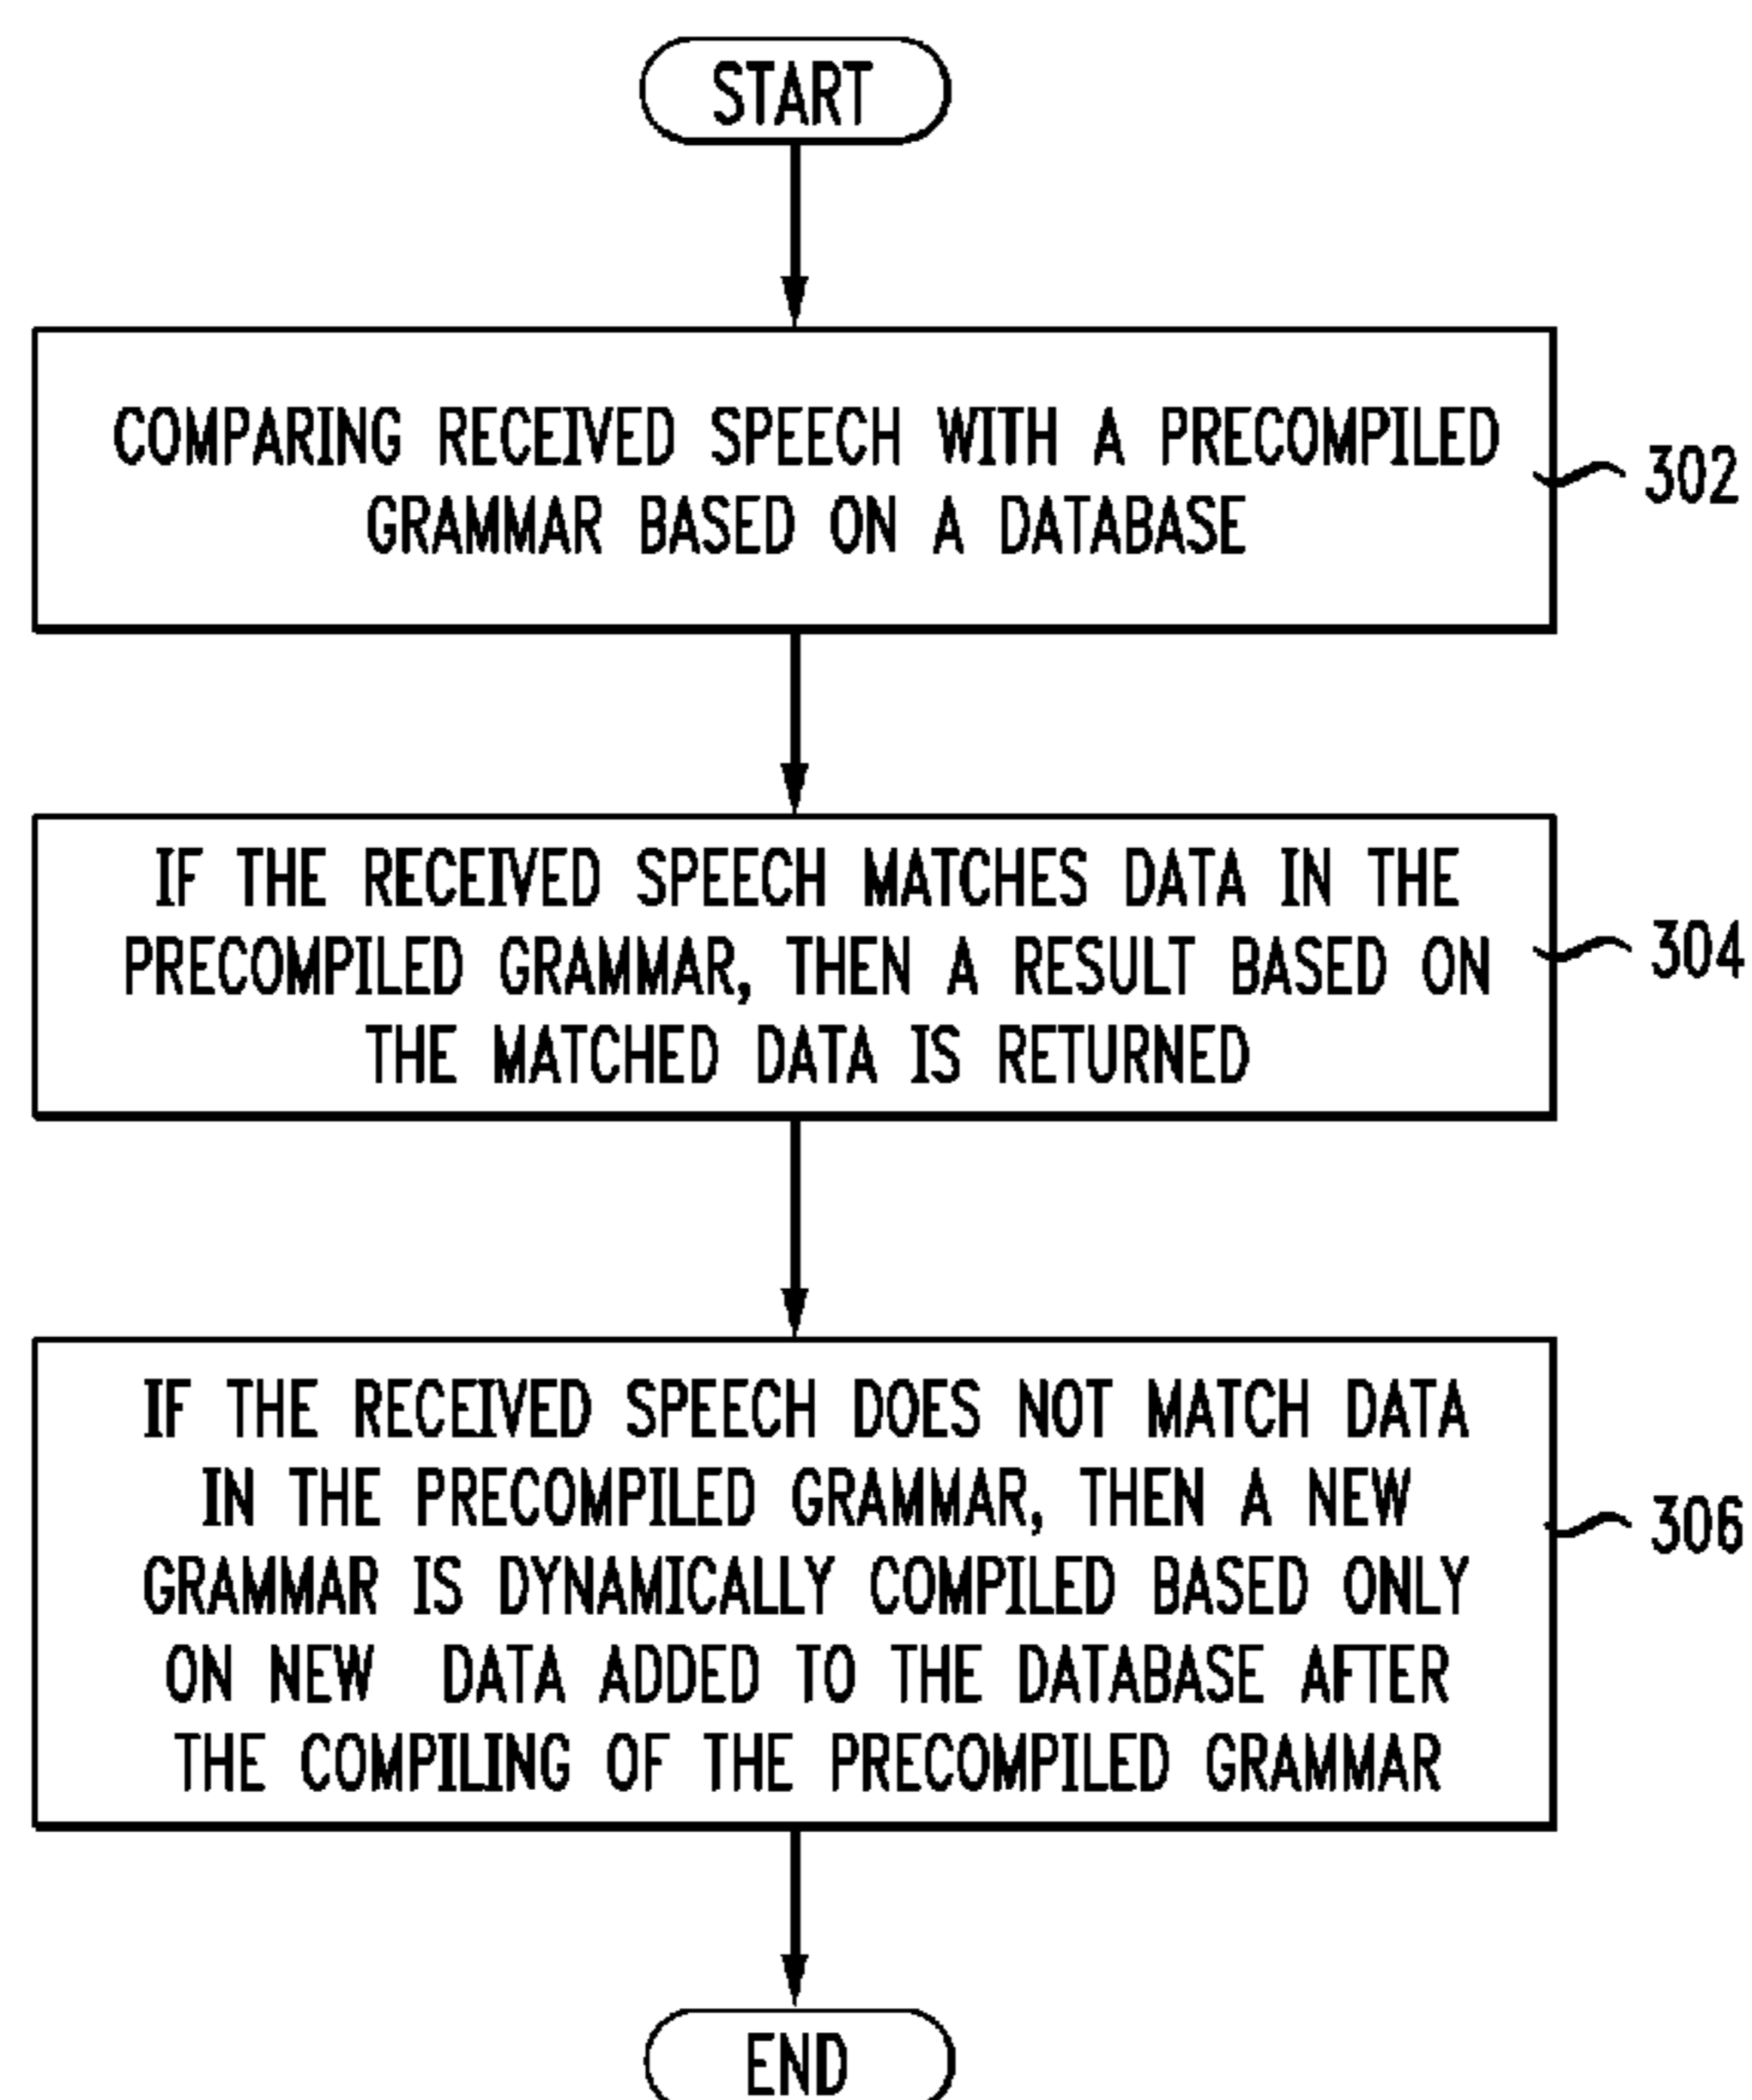 START
COMPARING RECEIVED SPEECH WITH A PRECOMPILED
GRAMMAR BASED ON A DATABASE
302
IF THE RECEIVED SPEECH MATCHES DATA IN THE
PRECOMPILED GRAMMAR, THEN A RESULT BASED ON
THE MATCHED DATA IS RETURNED
304
IF THE RECEIVED SPEECH DOES NOT MATCH DATA
IN THE PRECOMPILED GRAMMAR, THEN A NEW
GRAMMAR IS DYNAMICALLY COMPILED BASED ONLY
ON NEW DATA ADDED TO THE DATABASE AFTER
THE COMPILING OF THE PRECOMPILED GRAMMAR
306
END